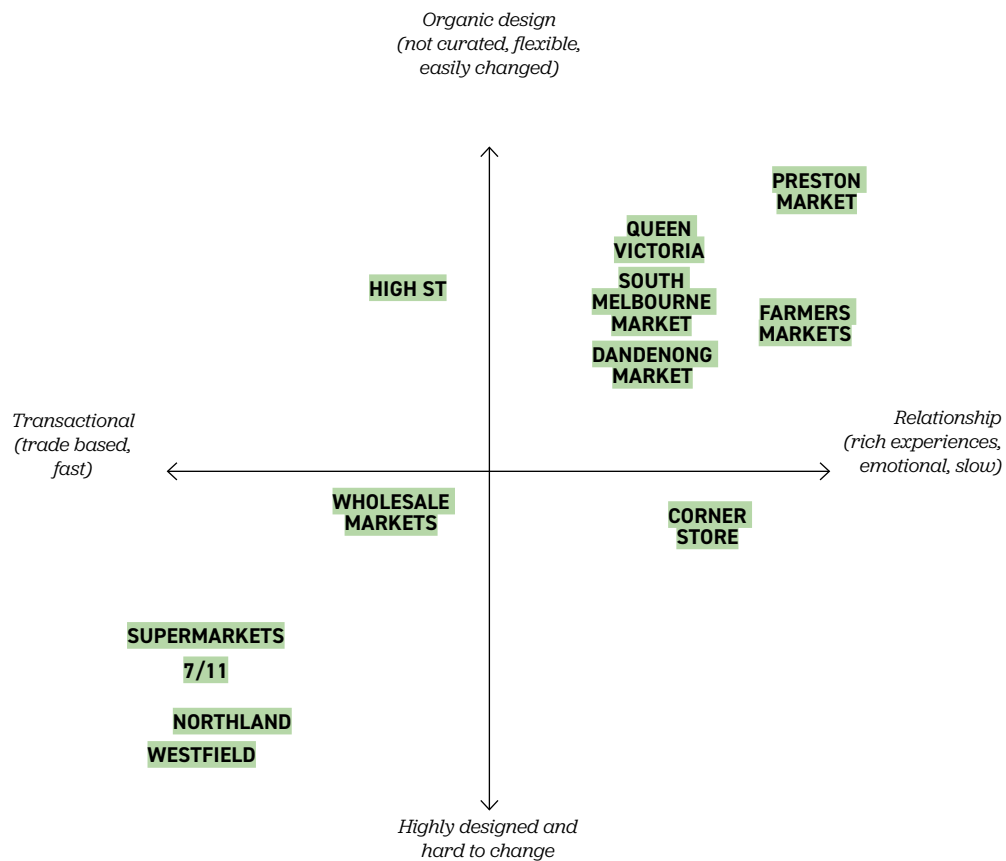 Organic design
(not curated, flexible,
easily changed)
PRESTON
MARKET
QUEEN
VICTORIA
SOUTH
MELBOURNE
MARKET
HIGH ST
FARMERS
MARKETS
DANDENONG
MARKET
Transactional
(trade based,
fast)
Relationship
(rich experiences,
emotional, slow)
WHOLESALE
MARKETS
CORNER
STORE
SUPERMARKETS
7/11
NORTHLAND
WESTFIELD
Highly designed and
hard to change